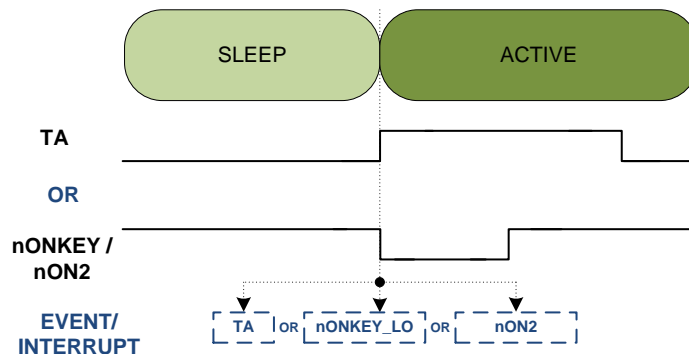 SLEEP ACTIVE
TA
OR
nONKEY /
nON2
EVENT/
INTERRUPT
TA OR nONKEY_LO OR nON2